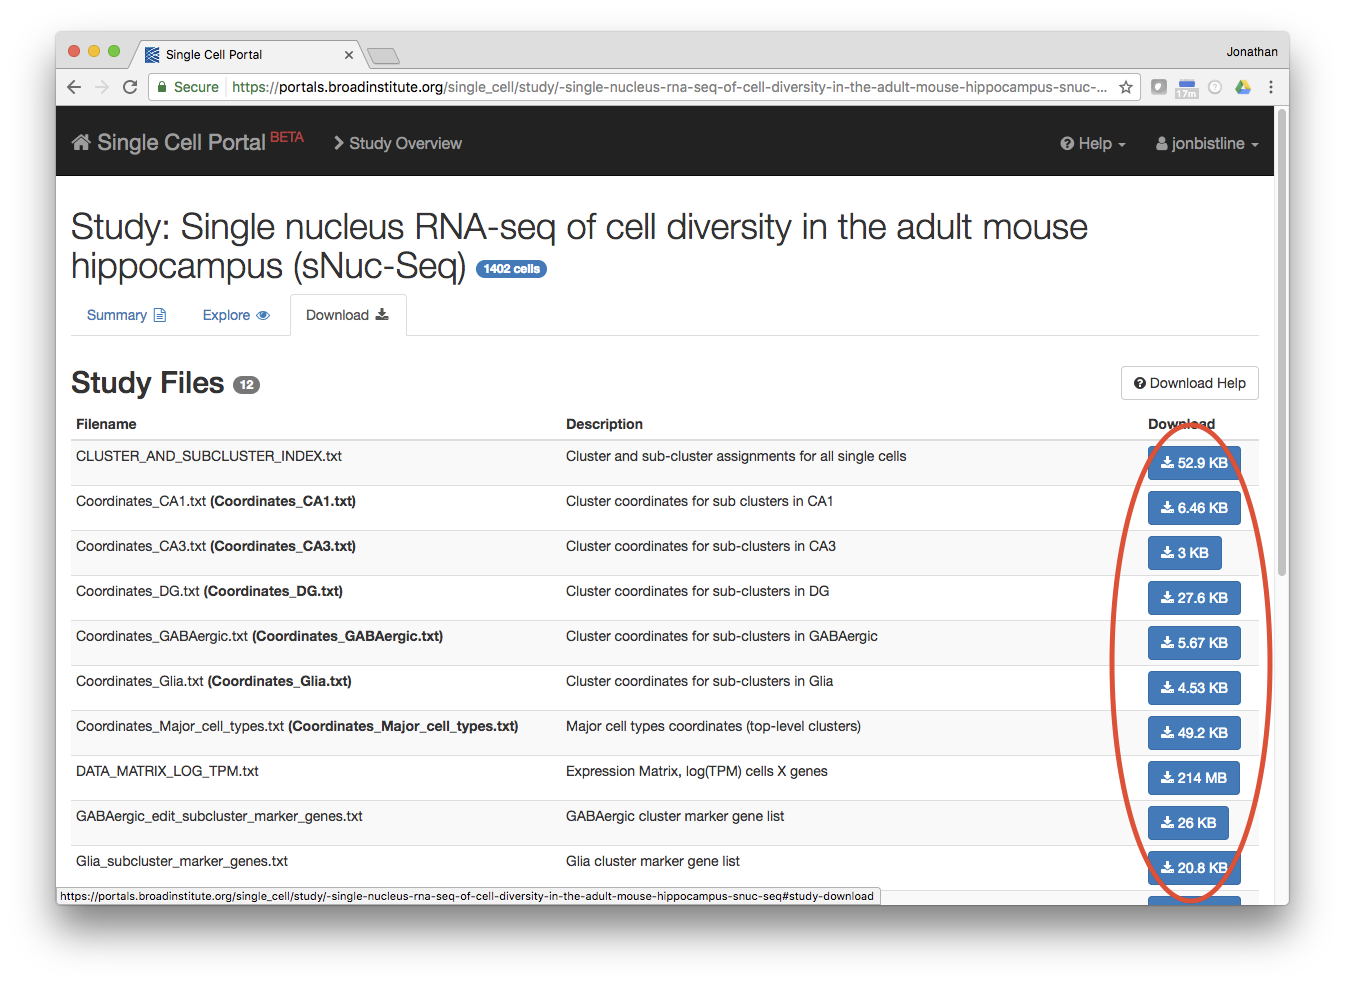 Single Cell Portal
Jonathan
Secure https://portals.broadinstitute.org/single_cell/study/-single-nucleus-rna-seq-of-cell-diversity-in-the-adult-mouse-hippocampus-snuc-...
17m
Single Cell Portal BETA Study Overview Help jonbistline
Study: Single nucleus RNA-seq of cell diversity in the adult mouse
hippocampus (sNuc-Seq) 1402 cells
Summary Explore Download
Study Files 12 Download Help
Filename Description Download
CLUSTER_AND_SUBCLUSTER_INDEX.txt Cluster and sub-cluster assignments for all single cells 52.9 KB
Coordinates_CA1.txt (Coordinates_CA1.txt) Cluster coordinates for sub clusters in CA1 6.46 KB
Coordinates_CA3.txt (Coordinates_CA3.txt) Cluster coordinates for sub-clusters in CA3 3 KB
Coordinates_DG.txt (Coordinates_DG.txt) Cluster coordinates for sub-clusters in DG 27.6 KB
Coordinates_GABAergic.txt (Coordinates_GABAergic.txt) Cluster coordinates for sub-clusters in GABAergic 5.67 KB
Coordinates_Glia.txt (Coordinates_Glia.txt) Cluster coordinates for sub-clusters in Glia 4.53 KB
Coordinates_Major_cell_types.txt (Coordinates_Major_cell_types.txt) Major cell types coordinates (top-level clusters) 49.2 KB
DATA_MATRIX_LOG_TPM.txt Expression Matrix, log(TPM) cells X genes 214 MB
GABAergic_edit_subcluster_marker_genes.txt GABAergic cluster marker gene list 26 KB
Glia_subcluster_marker_genes.txt Glia cluster marker gene list 20.8 KB
https://portals.broadinstitute.org/single_cell/study/-single-nucleus-rna-seq-of-cell-diversity-in-the-adult-mouse-hippocampus-snuc-seq#study-download